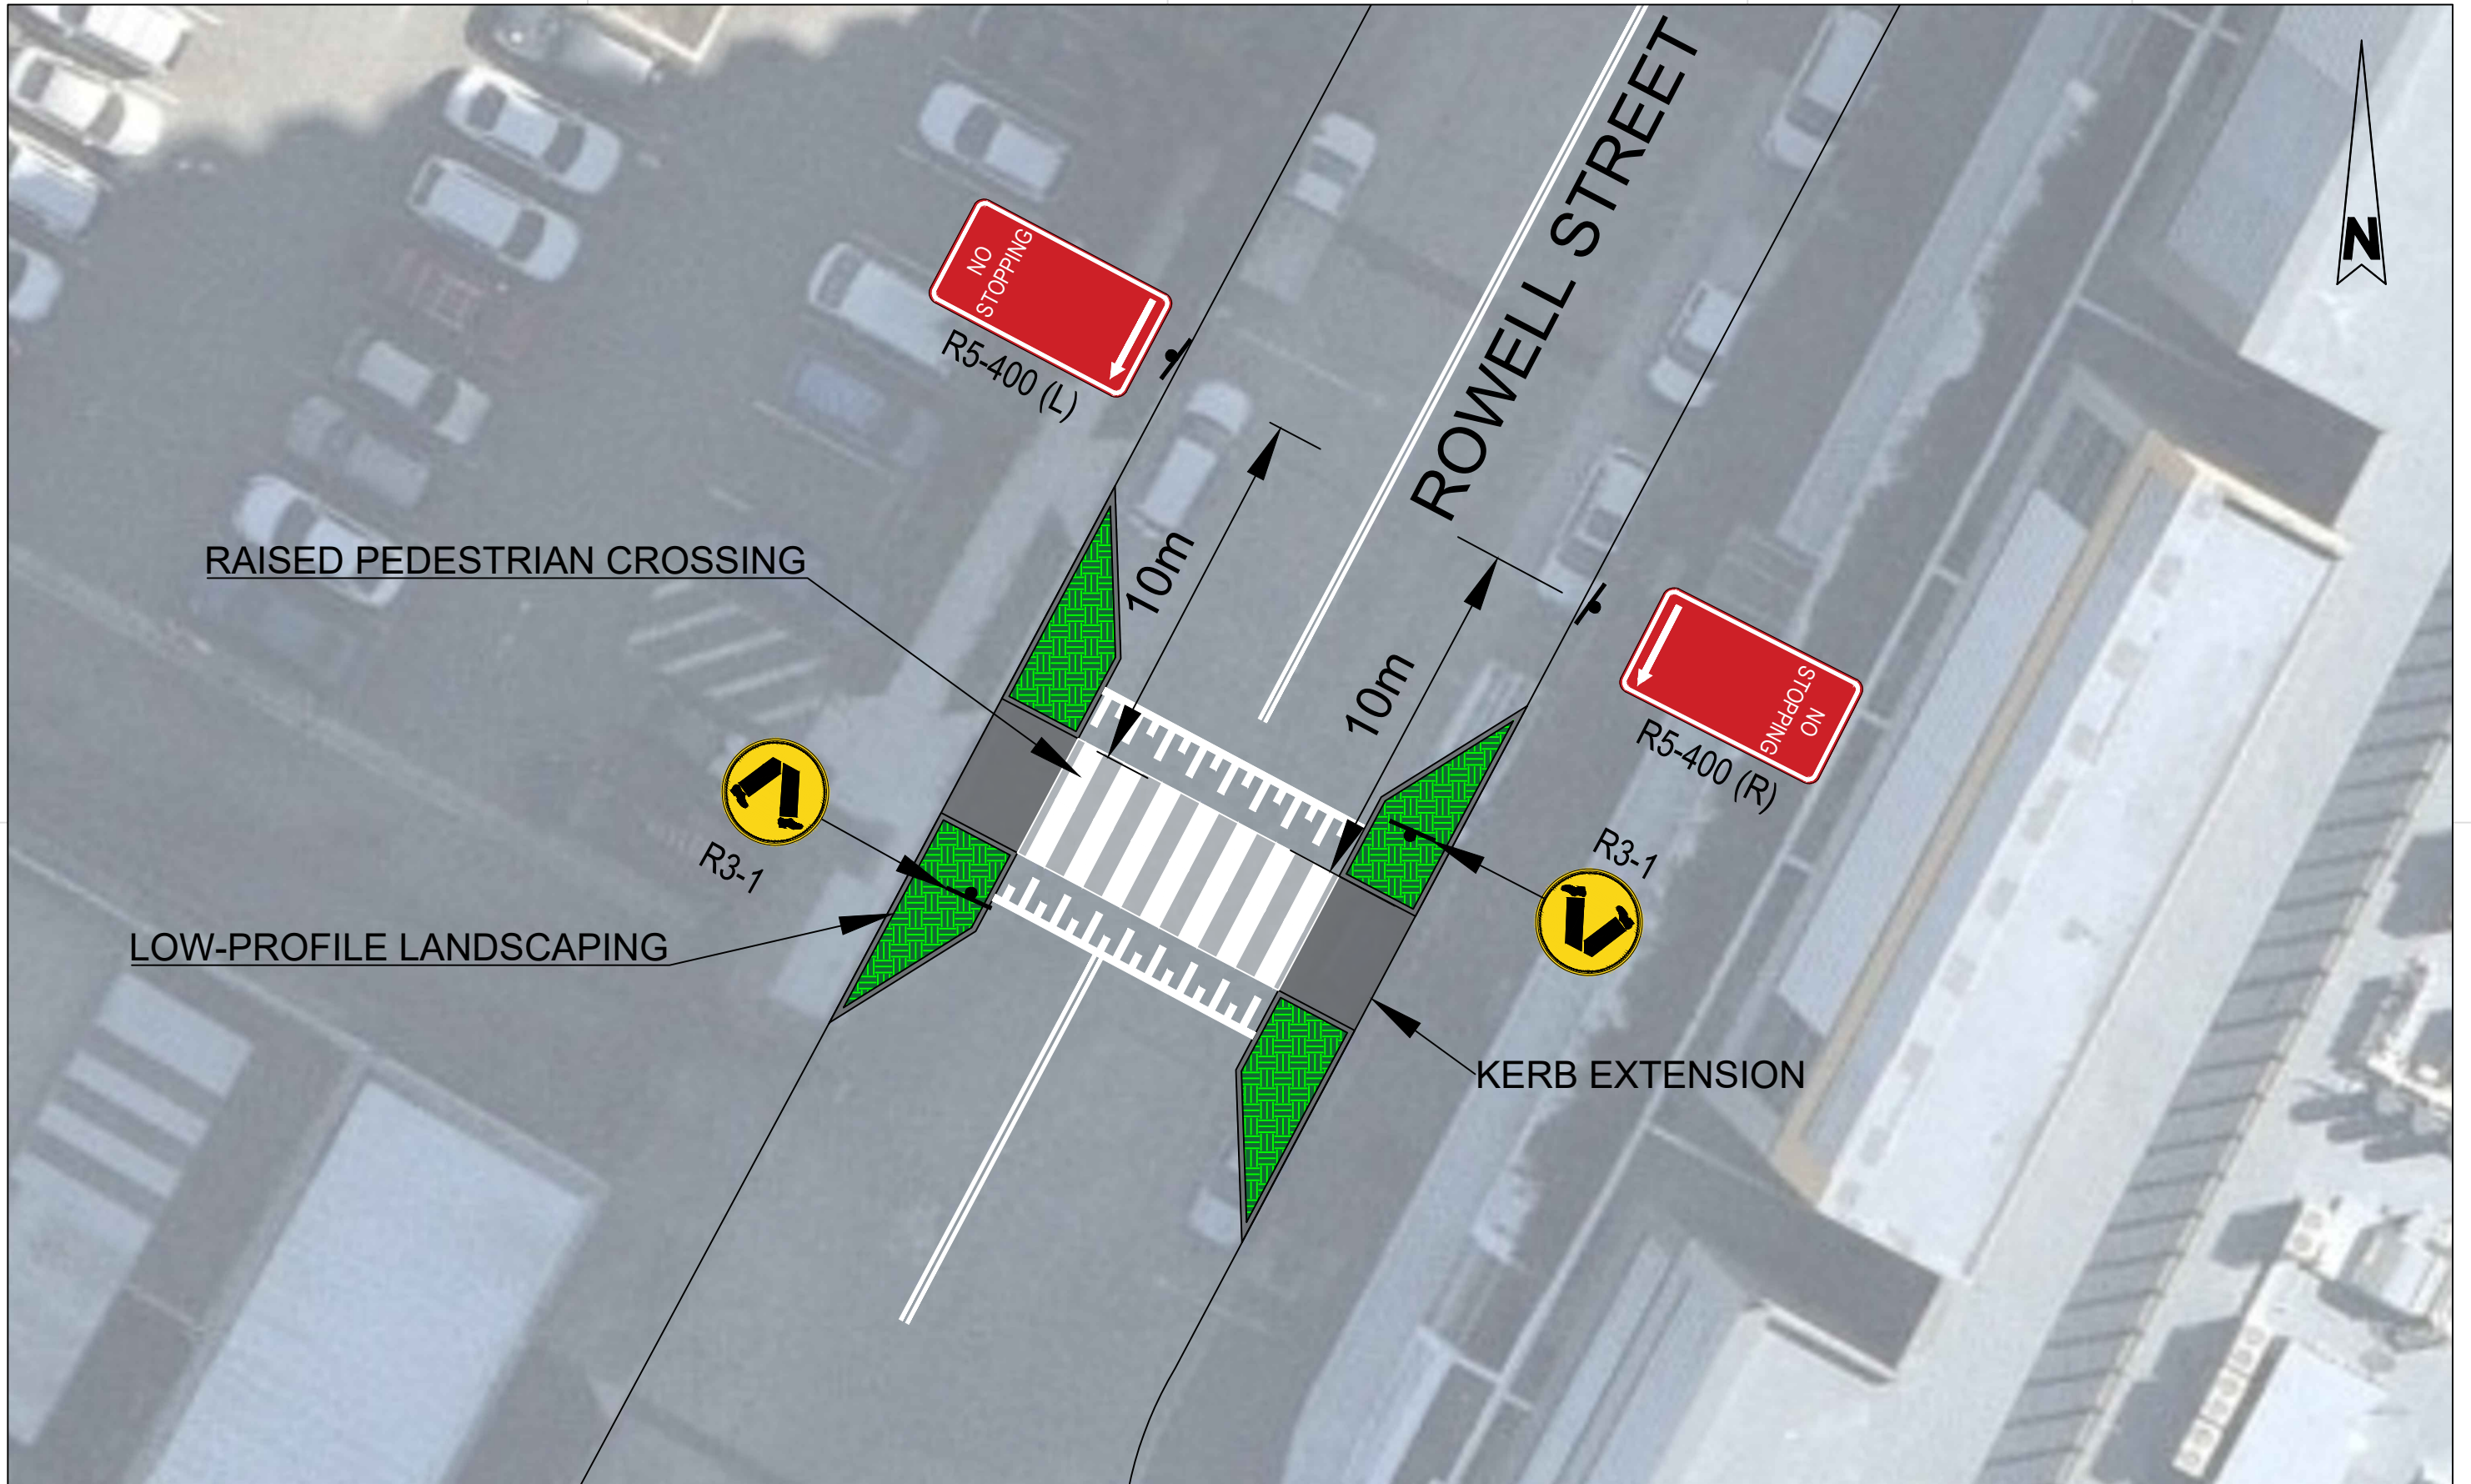 ROWELL STREET
N
NO
STOPPING
R5-400 (L)
10m
RAISED PEDESTRIAN CROSSING
10m
NO
STOPPING
R5-400 (R)
R3-1
R3-1
LOW-PROFILE LANDSCAPING
KERB EXTENSION